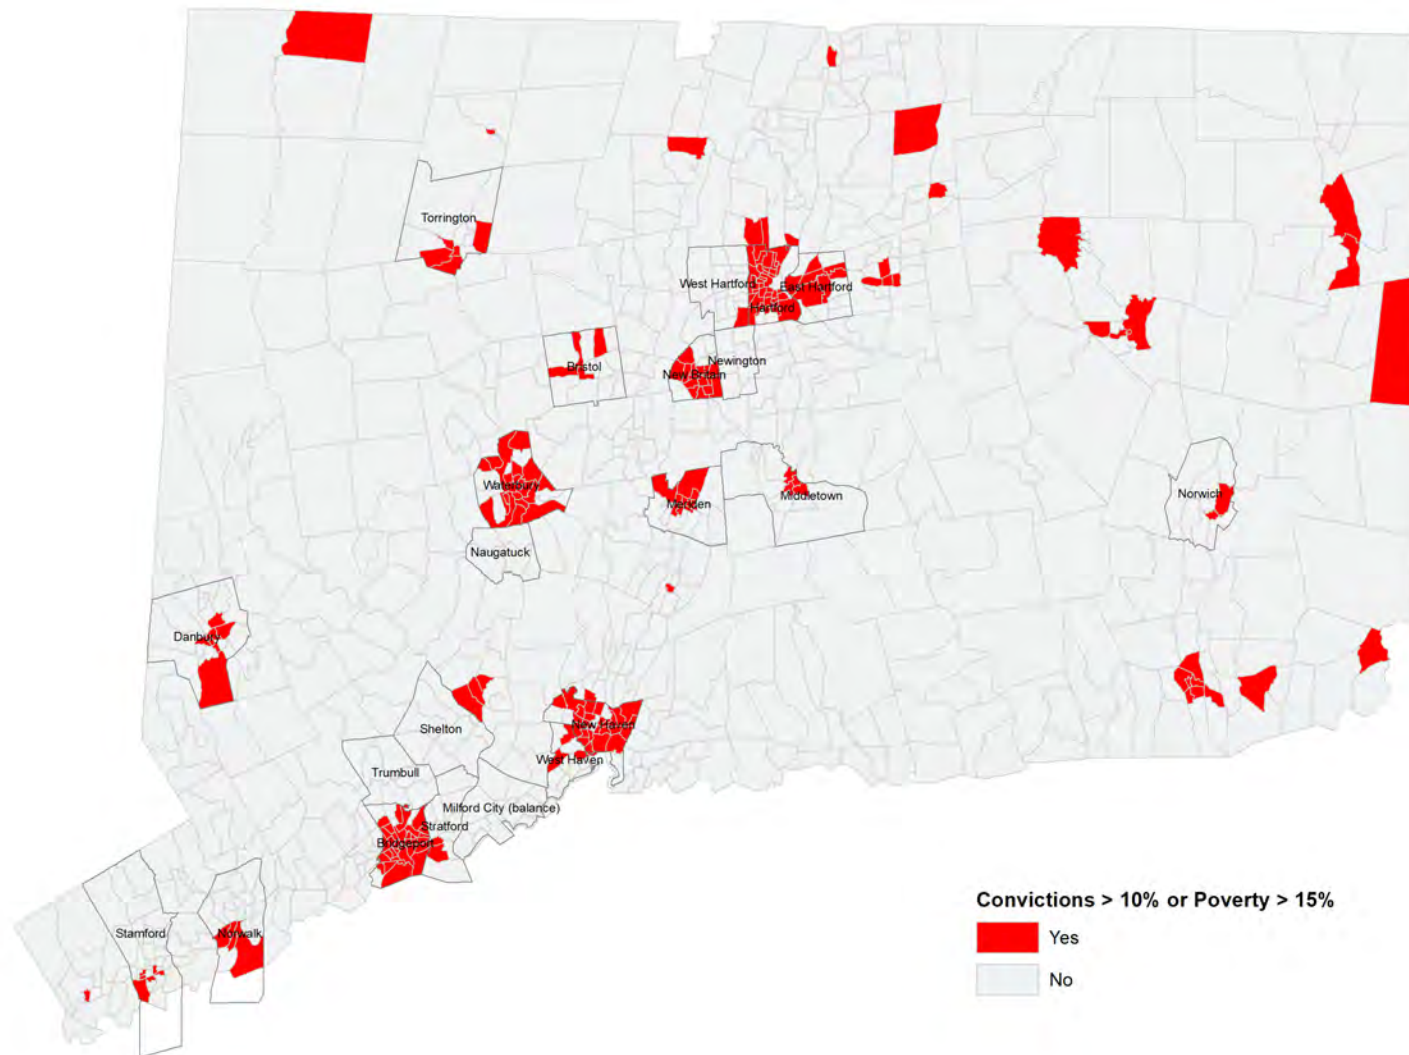 Torrington
West Hartford
East Hartford
Hartford
Bristol
Newington
New Britain
Waterbury
Meriden
Middletown
Norwich
Naugatuck
Danbury
Shelton
New Haven
West Haven
Trumbull
Milford City (balance)
Stratford
Bridgeport
Stamford
Norwalk
Convictions > 10% or Poverty > 15%
Yes
No